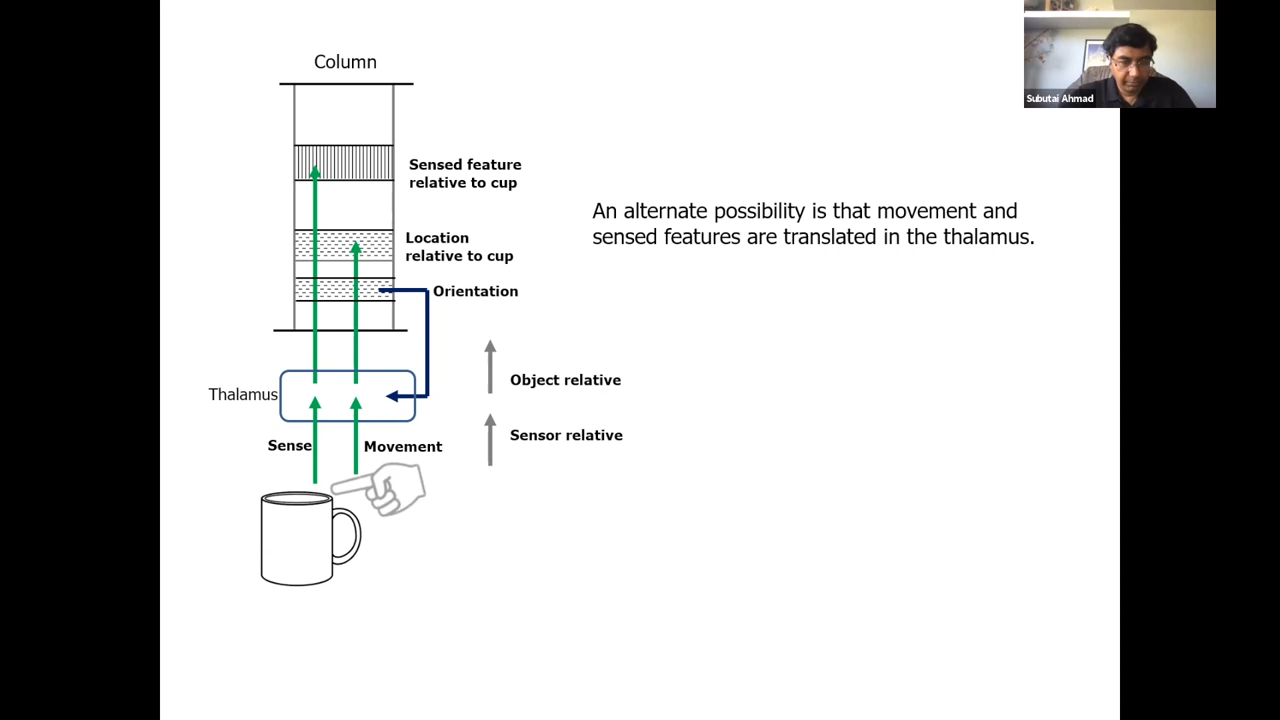 Column
Subutai Ahmad
Sensed feature
relative to cup
An alternate possibility is that movement and
sensed features are translated in the thalamus.
Location
relative to cup
Orientation
Object relative
Thalamus
Sensor relative
Sense
Movement